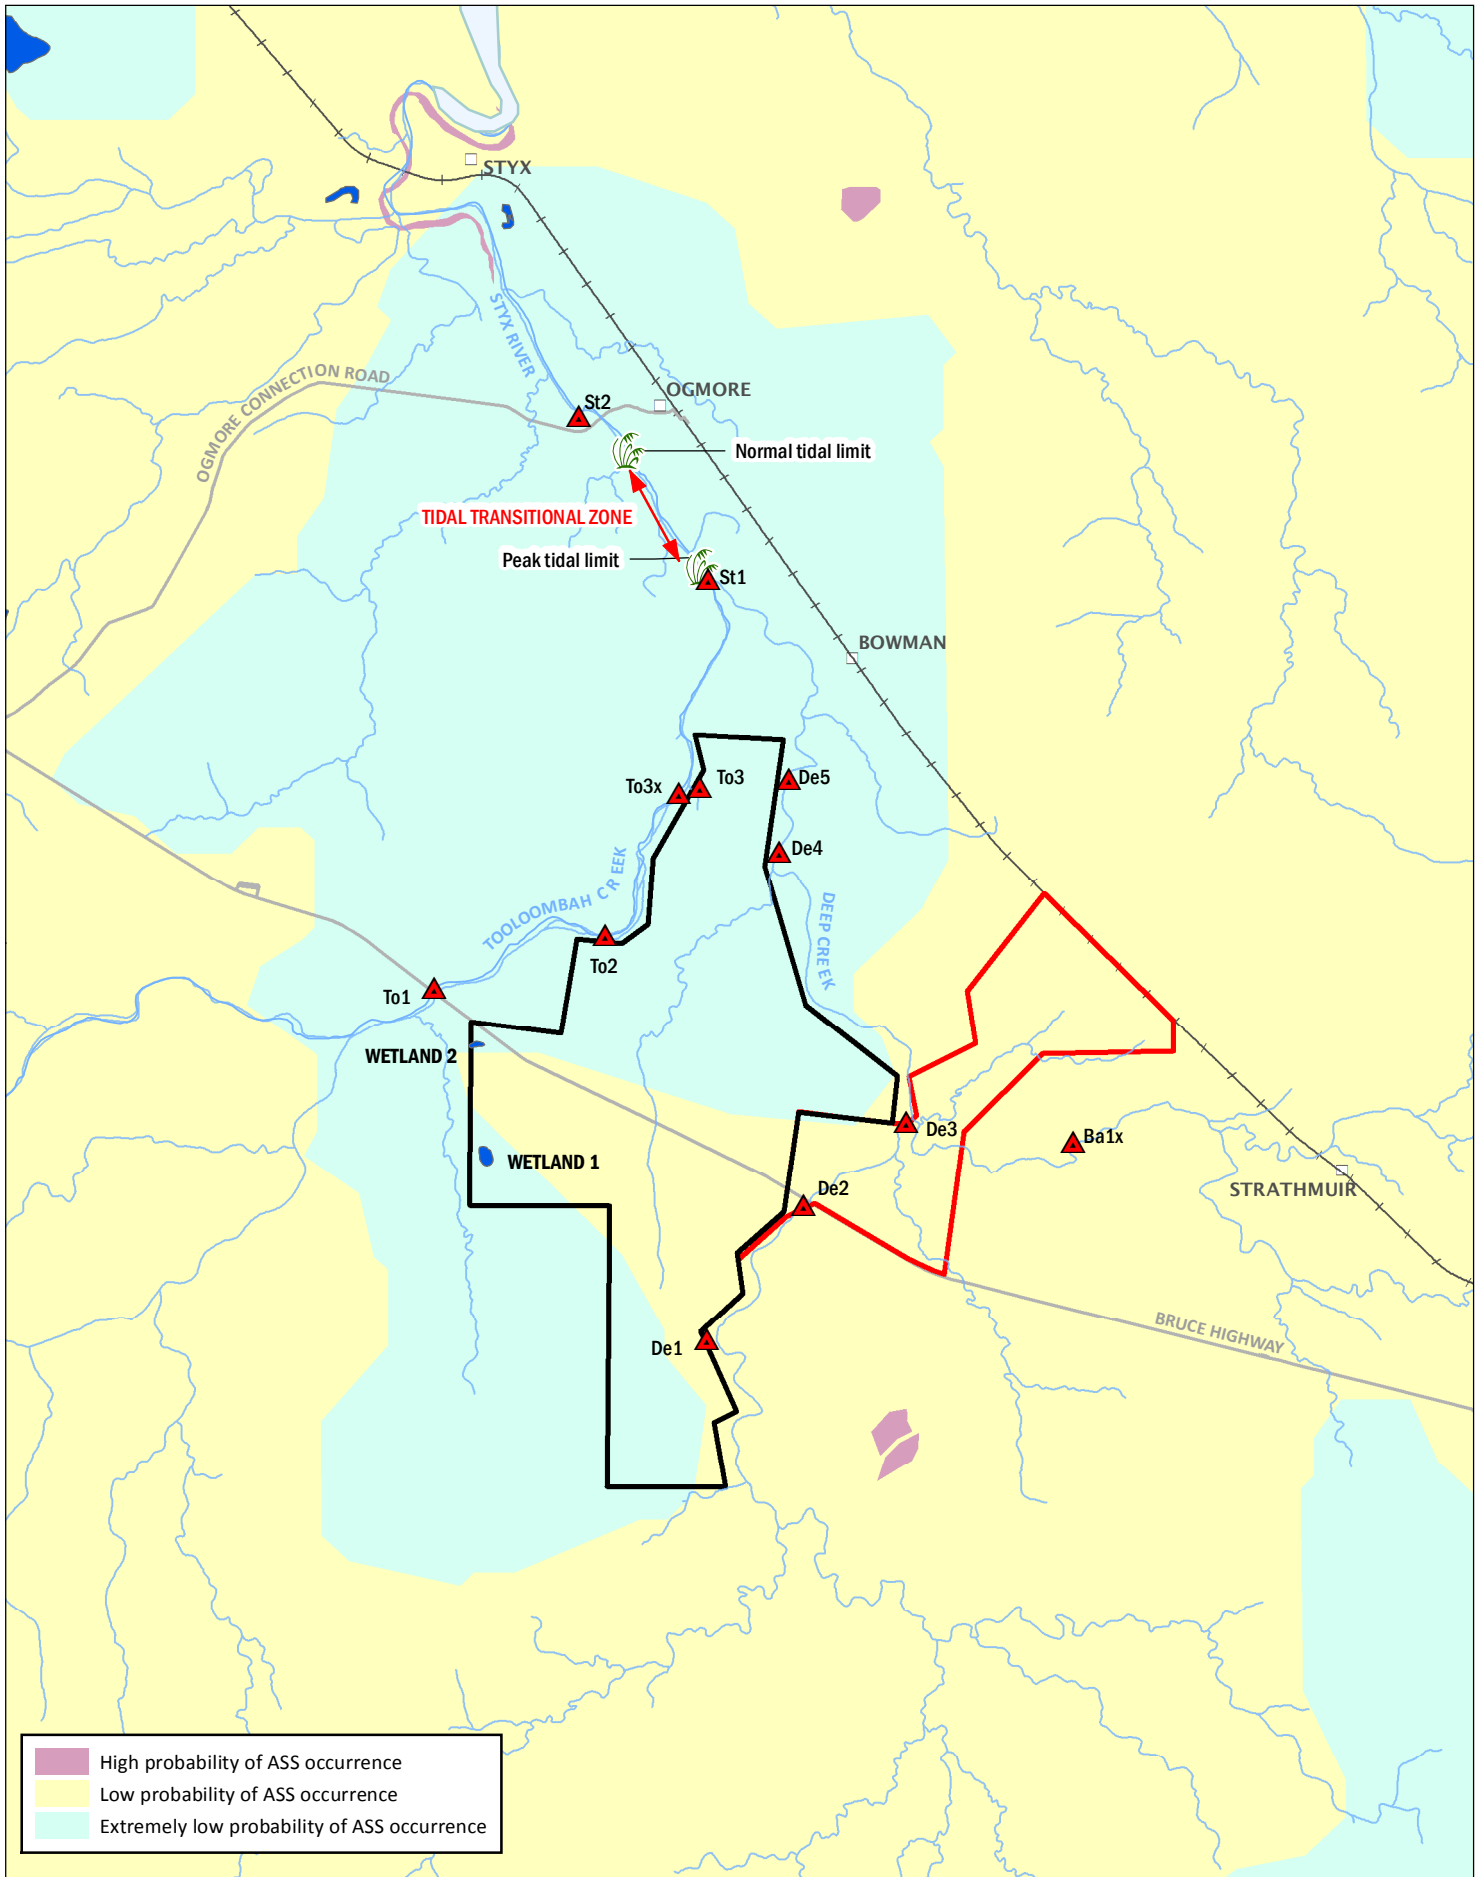 STYX
STYX RIVER
OGMORE CONNECTION ROAD
OGMORE
St2
Normal tidal limit
TIDAL TRANSITIONAL ZONE
Peak tidal limit
St1
BOWMAN
To3x
To3
De5
De4
TOOLOOMBAH CREEK
DEEP CREEK
To2
To1
WETLAND 2
De3
Ba1x
WETLAND 1
STRATHMUIR
De2
De1
BRUCE HIGHWAY
High probability of ASS occurrence
Low probability of ASS occurrence
Extremely low probability of ASS occurrence